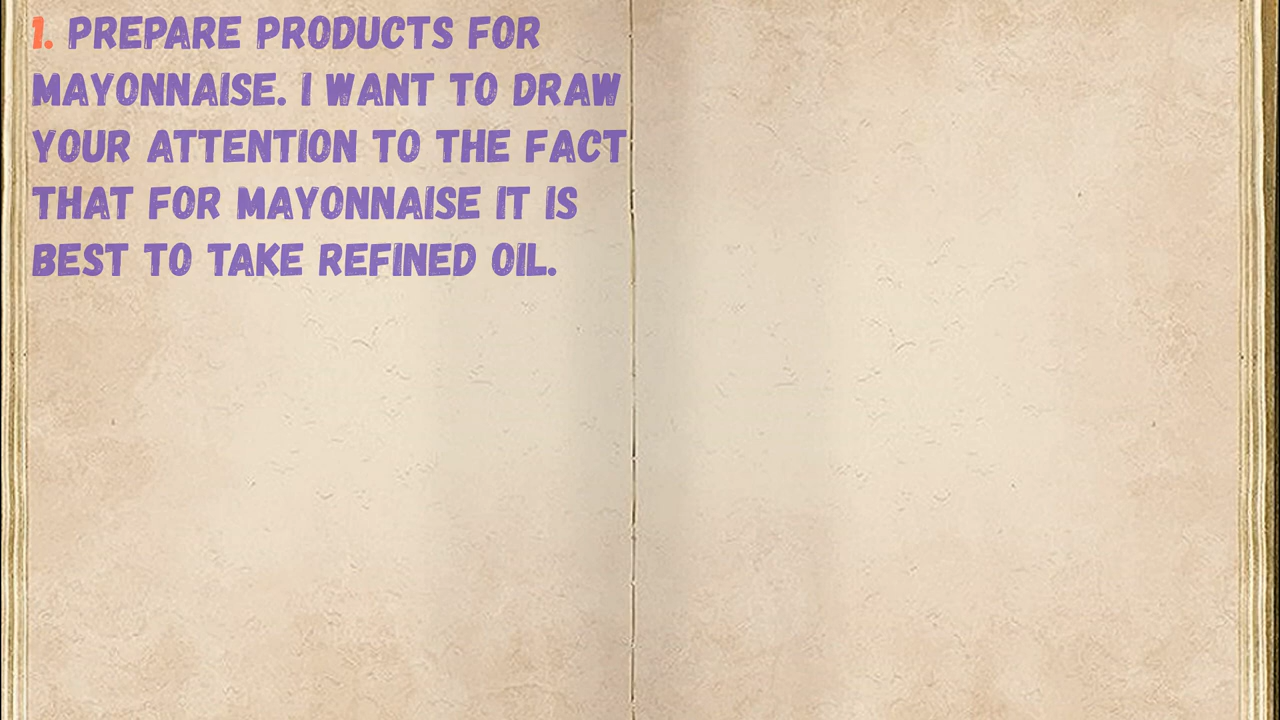 1. PREPARE PRODUCTS FOR
MAYONNAISE. I WANT TO DRAW
YOUR ATTENTION TO THE FACT
THAT FOR MAYONNAISE IT IS
BEST TO TAKE REFINED OIL.